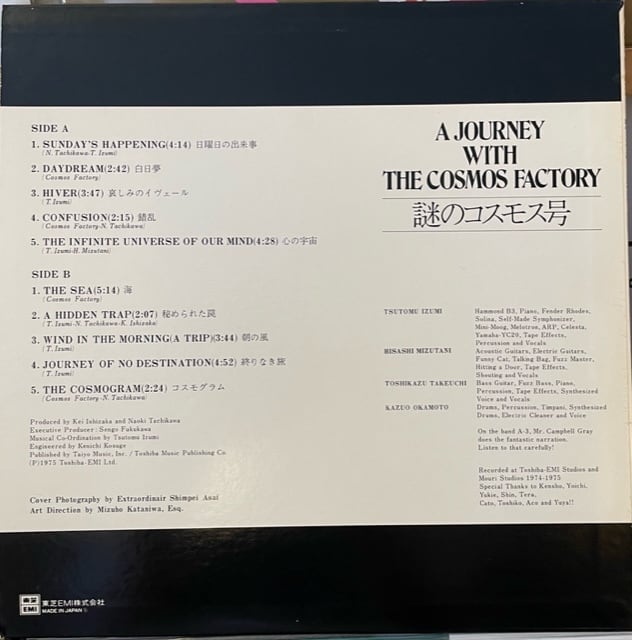 SIDE A
1. SUNDAY'S HAPPENING(4:14) 日曜日の出来事
(N. Tachikawa-T. Izumi)
2. DAYDREAM(2:42) 白日夢
(Cosmos Factory)
3. HIVER(3:47) 哀しみのイヴェール
(T. Izumi)
4. CONFUSION(2:15) 錯乱
(Cosmos Factory-N. Tachikawa)
5. THE INFINITE UNIVERSE OF OUR MIND(4:28) 心の宇宙
(T. Izumi-H. Mizutani)
SIDE B
1. THE SEA(5:14) 海
(Cosmos Factory)
2. A HIDDEN TRAP(2:07) 秘められた罠
(T. Izumi-N. Tachikawa-K. Ishizaka)
3. WIND IN THE MORNING(A TRIP)(3:44) 朝の風
(T. Izumi)
4. JOURNEY OF NO DESTINATION(4:52) 終りなき旅
(T. Izumi)
5. THE COSMOGRAM(2:24) コスモグラム
(Cosmos Factory-N. Tachikawa)
Produced by Kei Ishizaka and Naoki Tachikawa
Executive Producer: Sengo Fukukawa
Musical Co-Ordination by Tsutomu Izumi
Engineered by Kenichi Kosuge
Published by Taiyo Music, Inc. / Toshiba Music Publishing Co
(P)1975 Toshiba-EMI Ltd.
Cover Photography by Extraordinair Shimpei Asai
Art Direction by Mizuho Kataniwa, Esq.
A JOURNEY
WITH
THE COSMOS FACTORY
謎のコスモス号
TSUTOMU IZUMI
Hammond B3, Piano, Fender Rhodes,
Solina, Self-Made Symphonizer,
Mini-Moog, Melotron, ARP, Celesta,
Yamaha-YC20, Tape Effects,
Percussion and Vocals
HISASHI MIZUTANI
Acoustic Guitars, Electric Guitars,
Funny Cat, Talking Bag, Fuzz Master,
Hitting a Door, Tape Effects,
Shouting and Vocals
TOSHIKAZU TAKEUCHI
Bass Guitar, Fuzz Bass, Piano,
Percussion, Tape Effects, Synthesized
Voice and Vocals
KAZUO OKAMOTO
Drums, Percussion, Timpani, Synthesized
Drums, Electric Cleaner and Voice
On the band A-3, Mr. Campbell Gray
does the fantastic narration.
Listen to that carefully!
Recorded at Toshiba-EMI Studios and
Mouri Studios 1974-1975
Special Thanks to Kensho, Yoichi,
Yukie, Shin, Tera,
Cato, Toshiko, Aco and Yuya!!
東芝
EMI
東芝EMI株式会社
MADE IN JAPAN